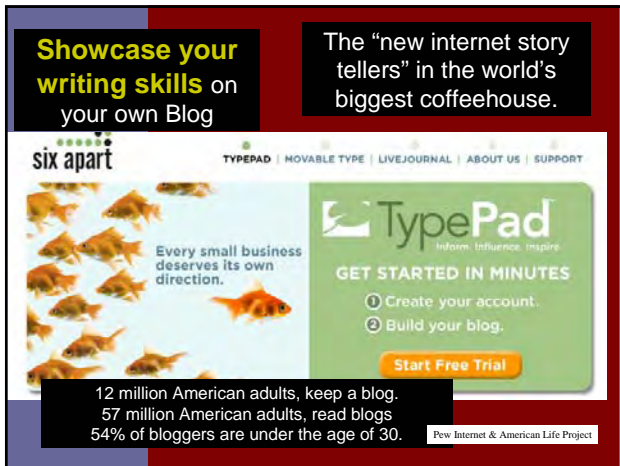 Showcase your
writing skills on
your own Blog
The “new internet story
tellers” in the world’s
biggest coffeehouse.
six apart
TYPEPAD | MOVABLE TYPE | LIVEJOURNAL | ABOUT US | SUPPORT
Every small business
deserves its own
direction.
TypePad
Inform. Influence. Inspire.
GET STARTED IN MINUTES
1 Create your account.
2 Build your blog.
Start Free Trial
12 million American adults, keep a blog.
57 million American adults, read blogs
54% of bloggers are under the age of 30.
Pew Internet & American Life Project